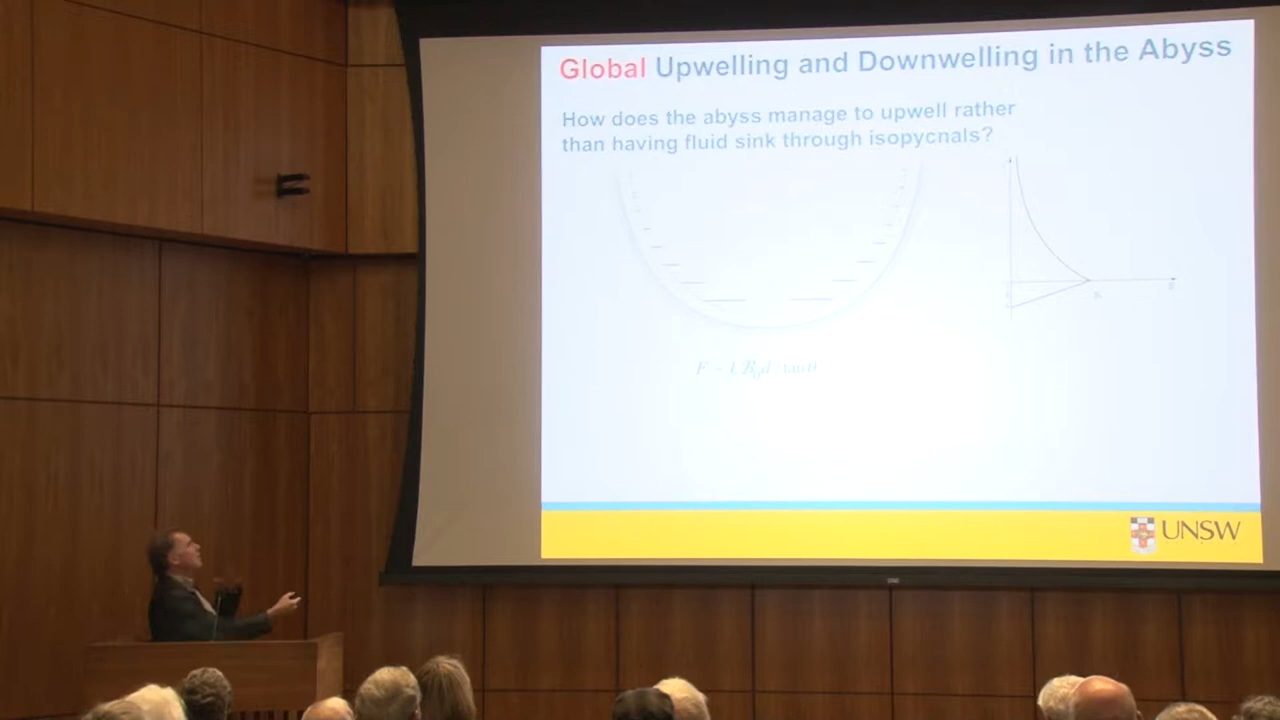 Global Upwelling and Downwelling in the Abyss
How does the abyss manage to upwell rather
than having fluid sink through isopycnals?
UNSW